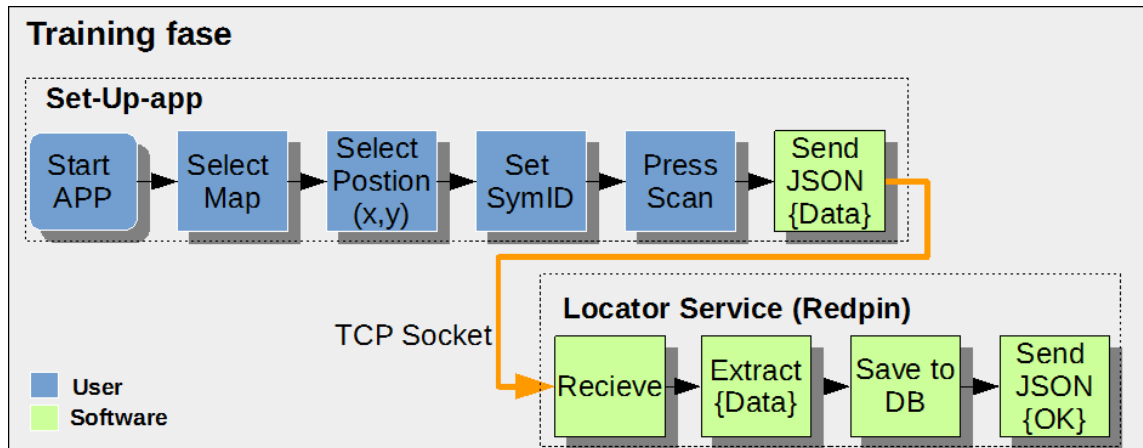 Training fase
Set-Up-app
Start
APP
Select
Map
Select
Postion
(x,y)
Set
SymID
Press
Scan
Send
JSON
{Data}
TCP Socket
Locator Service (Redpin)
Recieve
Extract
{Data}
Save to
DB
Send
JSON
{OK}
User
Software